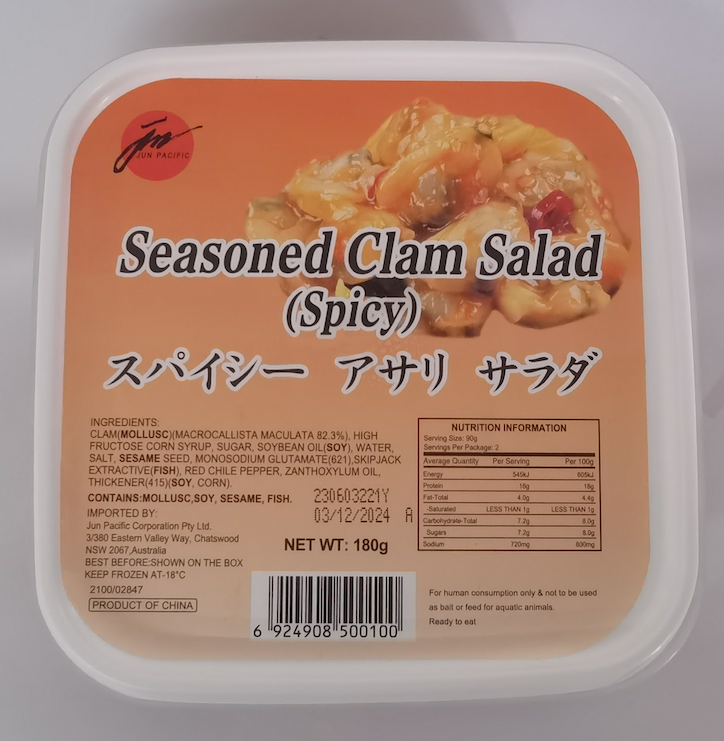 JUN PACIFIC
Seasoned Clam Salad
(Spicy)
スパイシー アサリ サラダ
INGREDIENTS:
CLAM(MOLLUSC)(MACROCALLISTA MACULATA 82.3%), HIGH
FRUCTOSE CORN SYRUP, SUGAR, SOYBEAN OIL(SOY), WATER,
SALT, SESAME SEED, MONOSODIUM GLUTAMATE(621),SKIPJACK
EXTRACTIVE(FISH), RED CHILE PEPPER, ZANTHOXYLUM OIL,
THICKENER(415)(SOY, CORN).
CONTAINS:MOLLUSC,SOY, SESAME, FISH.
230603221Y
03/12/2024 A
IMPORTED BY:
Jun Pacific Corporation Pty Ltd.
3/380 Eastern Valley Way, Chatswood
NSW 2067,Australia
BEST BEFORE:SHOWN ON THE BOX
KEEP FROZEN AT-18°C
2100/02847
PRODUCT OF CHINA
NET WT: 180g
6 924908 500100
NUTRITION INFORMATION
Serving Size: 90g
Servings Per Package: 2
Average Quantity Per Serving Per 100g
Energy 545kJ 605kJ
Protein 16g 18g
Fat-Total 4.0g 4.4g
-Saturated LESS THAN 1g LESS THAN 1g
Carbohydrate-Total 7.2g 8.0g
Sugars 7.2g 8.0g
Sodium 720mg 800mg
For human consumption only & not to be used
as bait or feed for aquatic animals.
Ready to eat